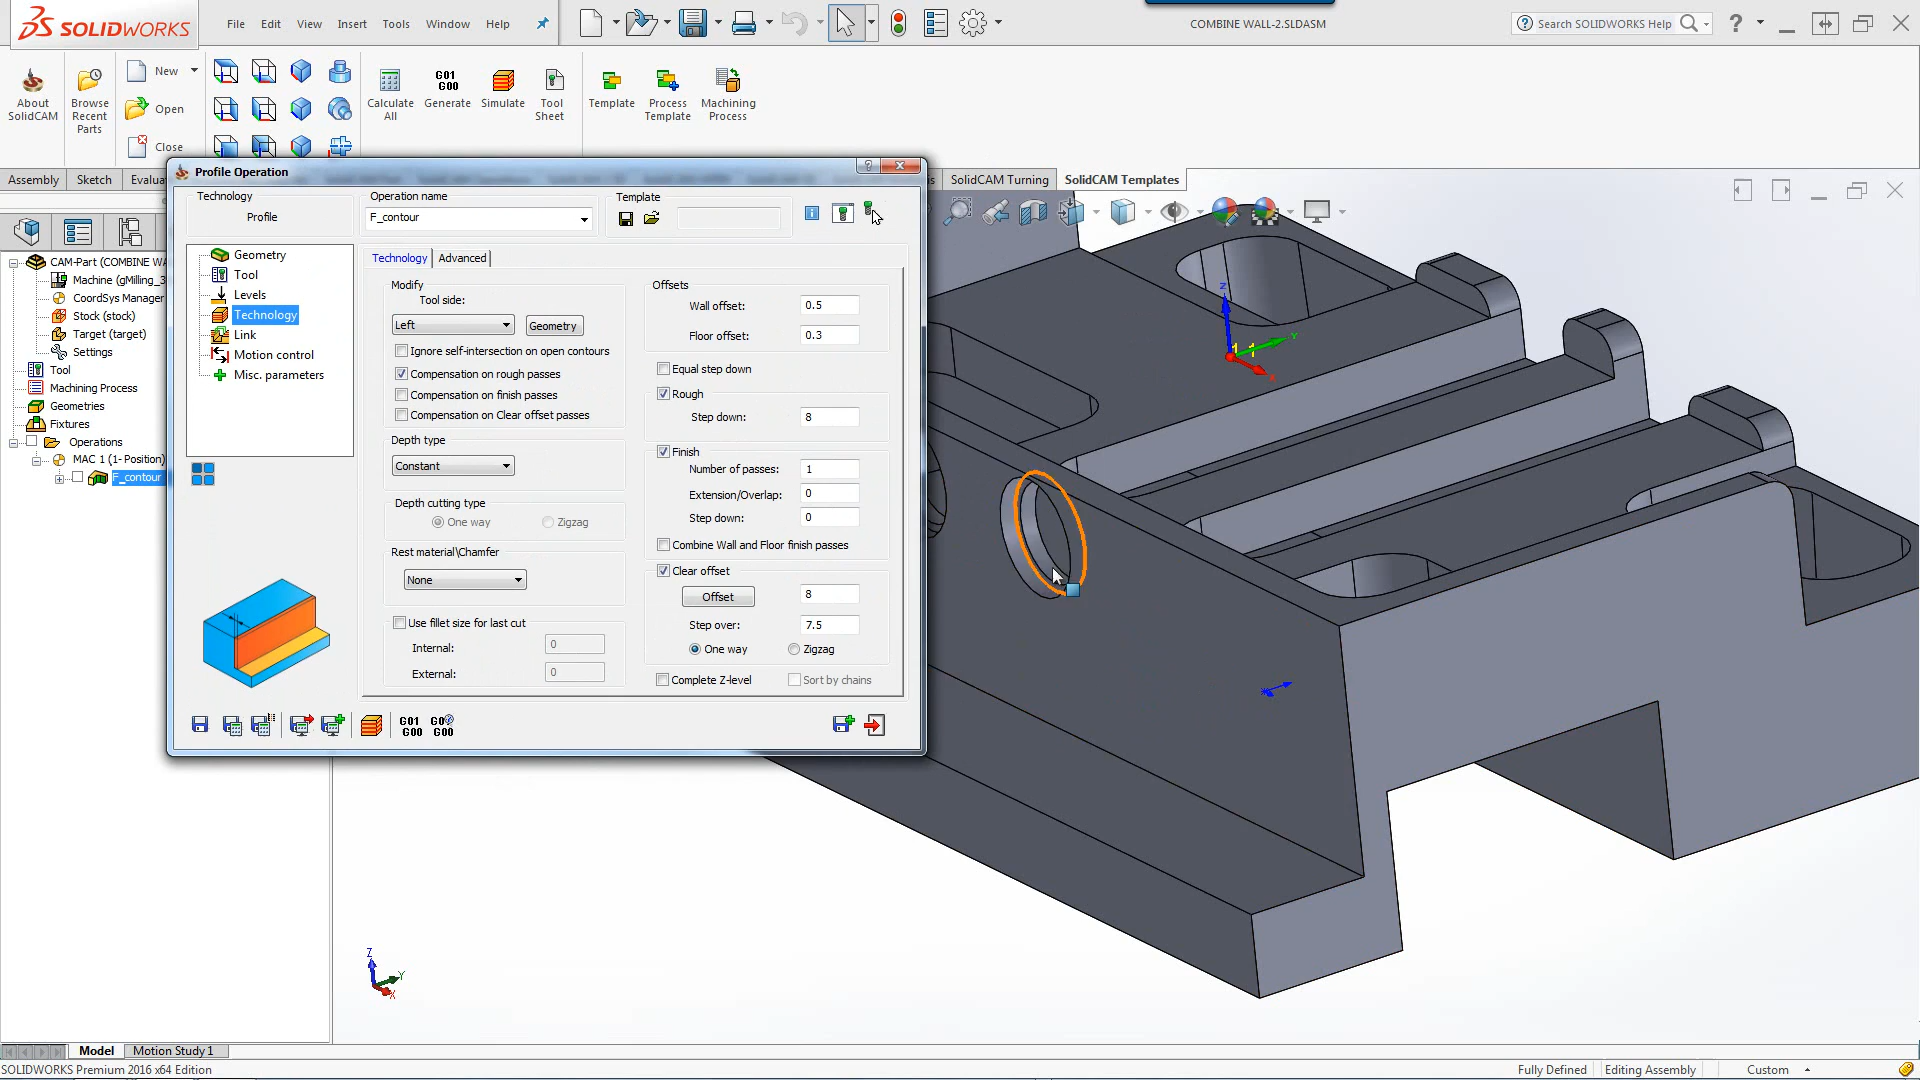 SOLIDWORKS
File Edit View Insert Tools Window Help
COMBINE WALL-2.SLDASM
Search SOLIDWORKS Help
About SolidCAM
Browse Recent Parts
New
Open
Close
Calculate All
G01 G00
Generate
Simulate
Tool Sheet
Template
Process Template
Machining Process
Assembly Sketch Evalua
SolidCAM Turning SolidCAM Templates
CAM-Part (COMBINE WA
Machine (gMilling_3
CoordSys Manager
Stock (stock)
Target (target)
Settings
Tool
Machining Process
Geometries
Fixtures
Operations
MAC 1 (1- Position)
F_contour
Profile Operation
Technology
Profile
Operation name
F_contour
Template
Geometry
Tool
Levels
Technology
Link
Motion control
Misc. parameters
Technology Advanced
Modify
Tool side:
Left Geometry
Ignore self-intersection on open contours
Compensation on rough passes
Compensation on finish passes
Compensation on Clear offset passes
Depth type
Constant
Depth cutting type
One way Zigzag
Rest material\Chamfer
None
Use fillet size for last cut
Internal: 0
External: 0
Offsets
Wall offset: 0.5
Floor offset: 0.3
Equal step down
Rough
Step down: 8
Finish
Number of passes: 1
Extension/Overlap: 0
Step down: 0
Combine Wall and Floor finish passes
Clear offset
Offset 8
Step over: 7.5
One way Zigzag
Complete Z-level Sort by chains
G01 G00
G0 G00
Z
Y
X
1 1
Z
Y
X
Model Motion Study 1
SOLIDWORKS Premium 2016 x64 Edition
Fully Defined Editing Assembly Custom